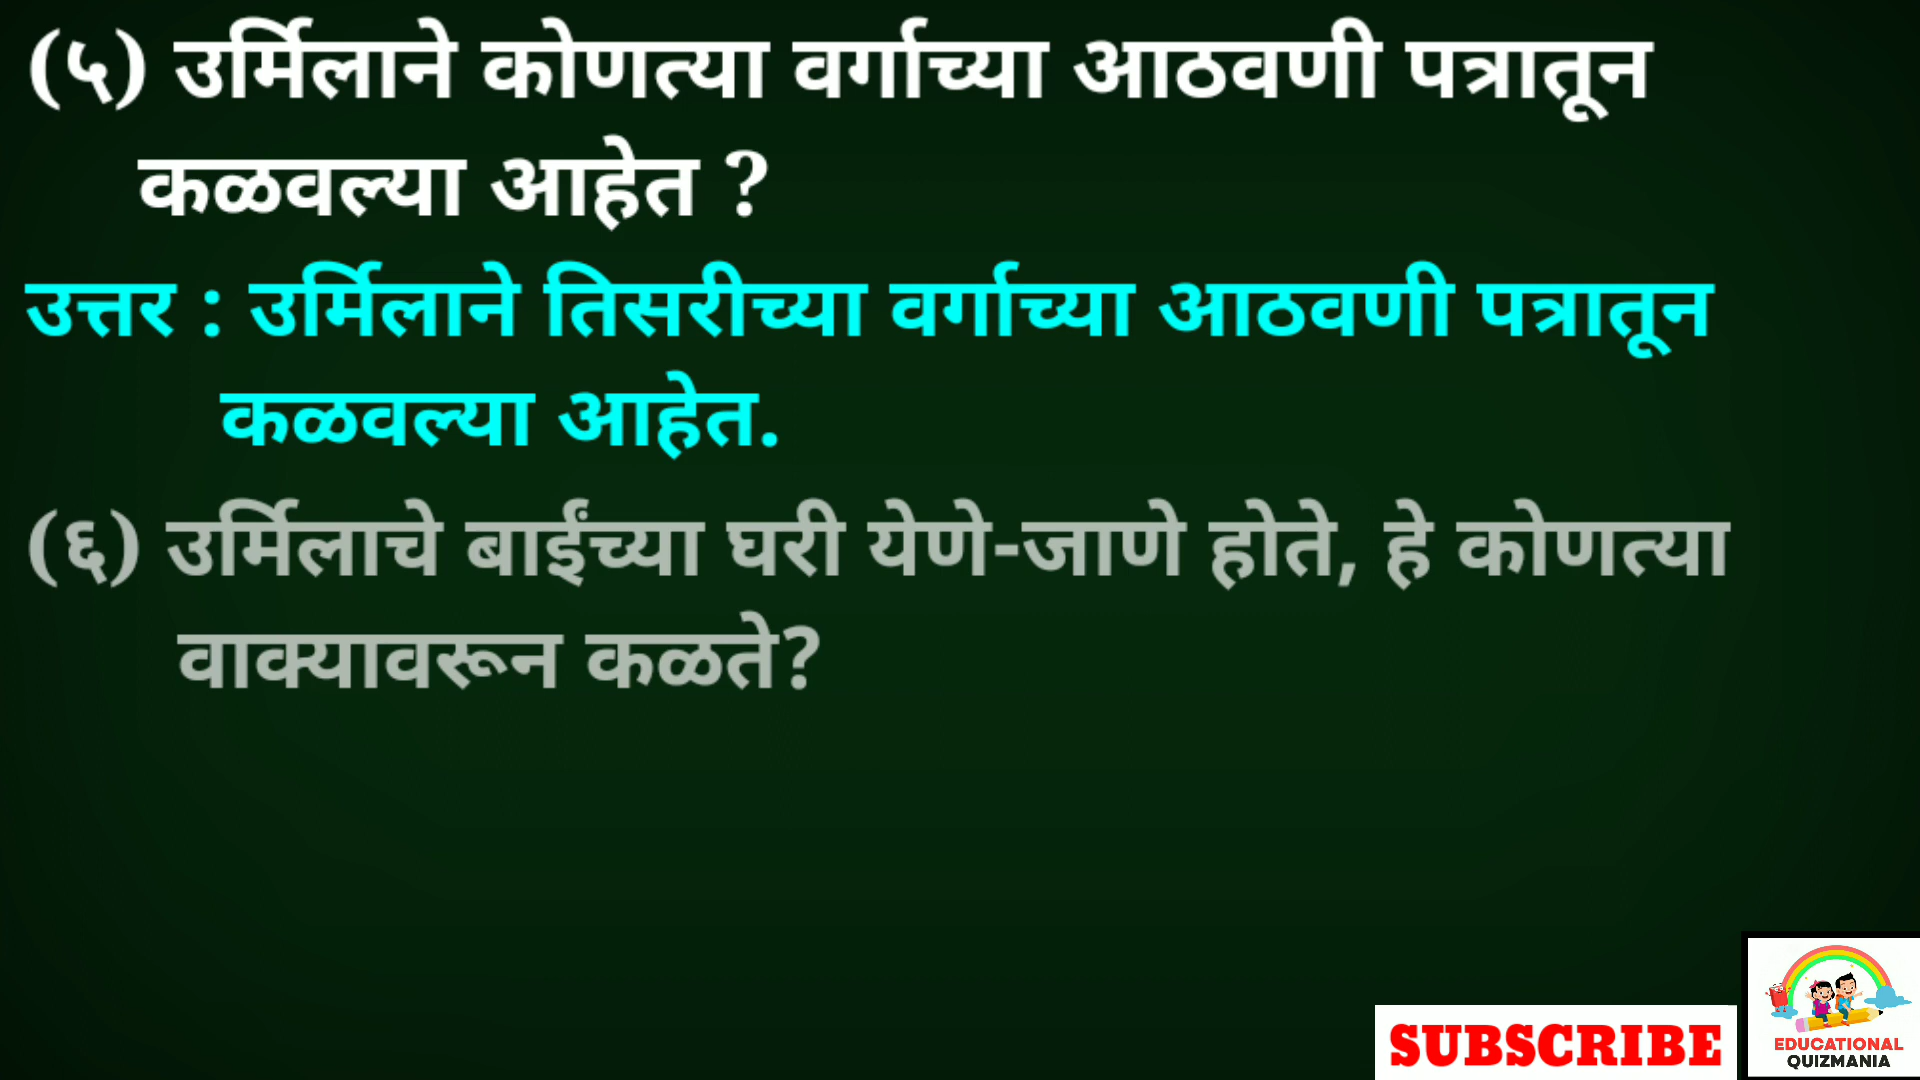 (५) उर्मिलाने कोणत्या वर्गाच्या आठवणी पत्रातून
कळवल्या आहेत ?
उत्तर : उर्मिलाने तिसरीच्या वर्गाच्या आठवणी पत्रातून
कळवल्या आहेत.
(६) उर्मिलाचे बाईंच्या घरी येणे-जाणे होते, हे कोणत्या
वाक्यावरून कळते?
SUBSCRIBE
EDUCATIONAL
QUIZMANIA